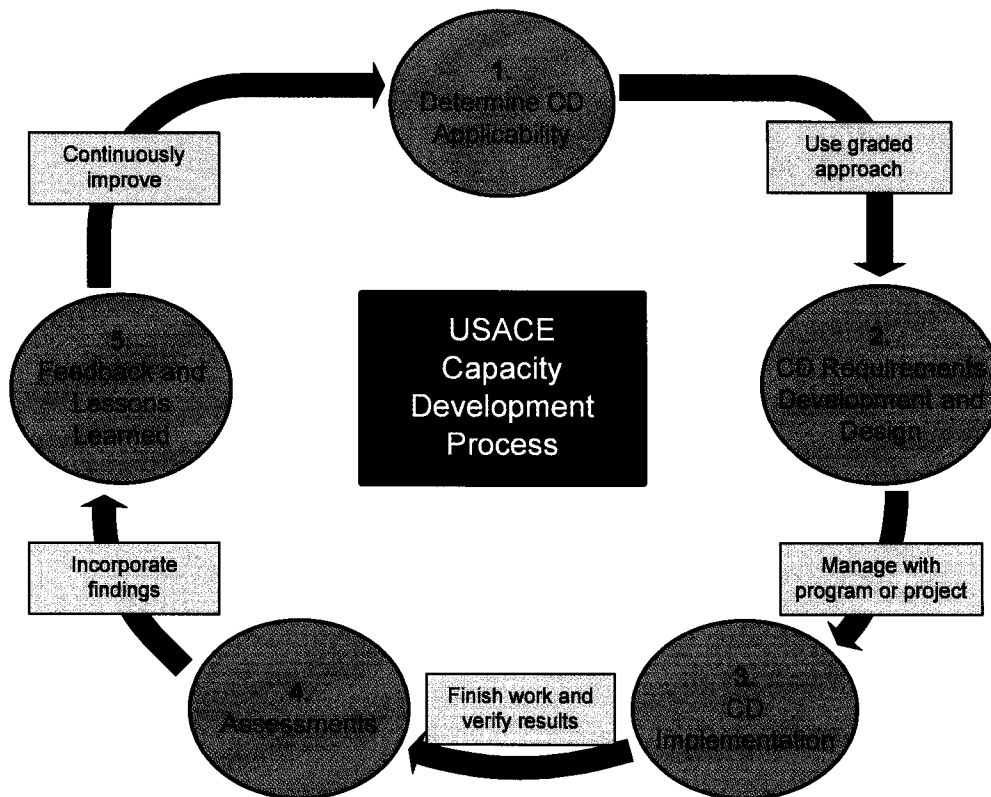 1.
Determine CD
Applicability
Use graded
approach
2.
CD Requirements
Development and
Design
Manage with
program or project
3.
CD
Implementation
Finish work and
verify results
4.
Assessments
Incorporate
findings
5.
Feedback and
Lessons
Learned
Continuously
improve
USACE
Capacity
Development
Process